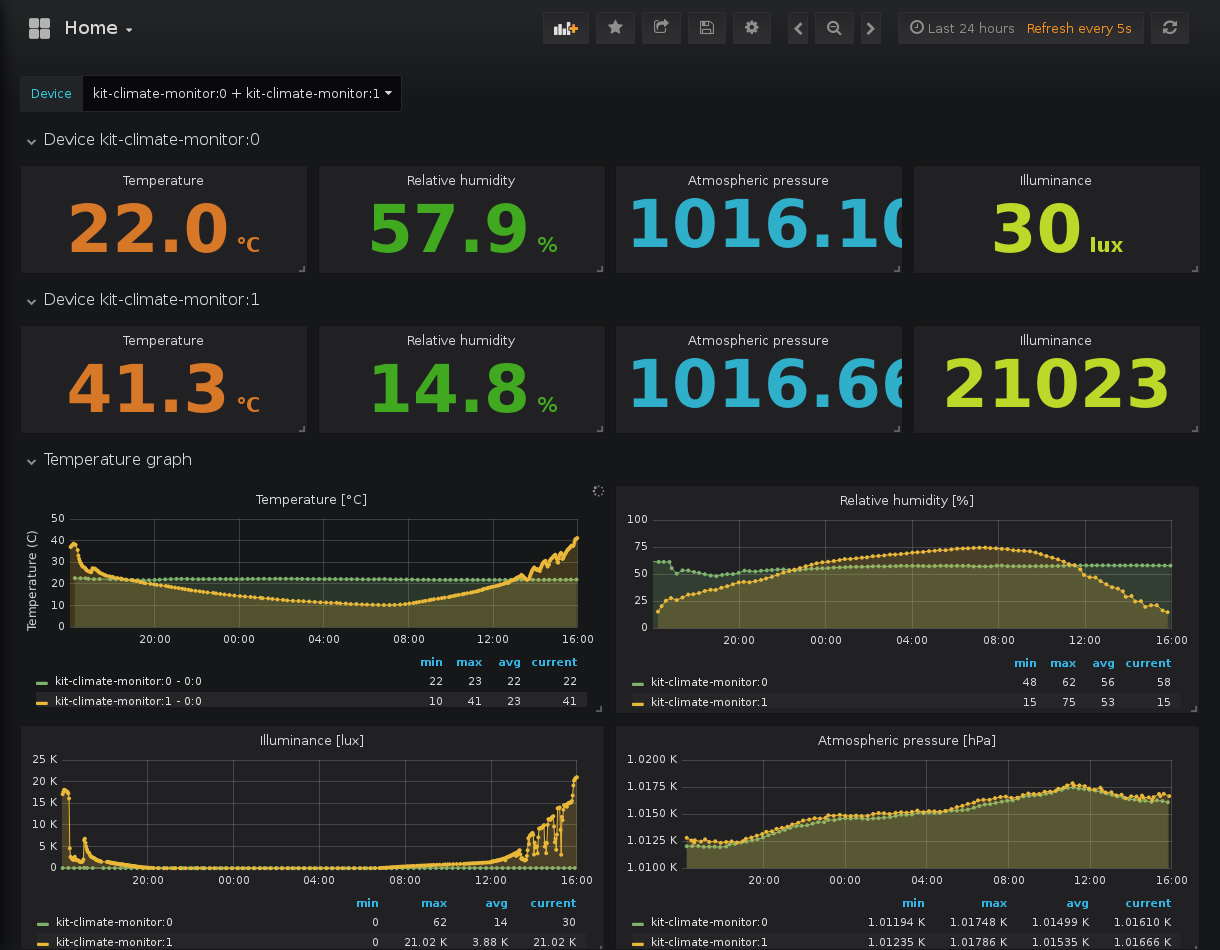 Home
Last 24 hours Refresh every 5s
Device kit-climate-monitor:0 + kit-climate-monitor:1
Device kit-climate-monitor:0
Temperature Relative humidity Atmospheric pressure Illuminance
22.0 °C 57.9 % 1016.10 30 lux
Device kit-climate-monitor:1
Temperature Relative humidity Atmospheric pressure Illuminance
41.3 °C 14.8 % 1016.66 21023
Temperature graph
Temperature [°C]
Temperature (C)
50
40
30
20
10
0
20:00 00:00 04:00 08:00 12:00 16:00
min max avg current
kit-climate-monitor:0 - 0:0 22 23 22 22
kit-climate-monitor:1 - 0:0 10 41 23 41
Relative humidity [%]
100
75
50
25
0
20:00 00:00 04:00 08:00 12:00 16:00
min max avg current
kit-climate-monitor:0 48 62 56 58
kit-climate-monitor:1 15 75 53 15
Illuminance [lux]
25 K
20 K
15 K
10 K
5 K
0
20:00 00:00 04:00 08:00 12:00 16:00
min max avg current
kit-climate-monitor:0 0 62 14 30
kit-climate-monitor:1 0 21.02 K 3.88 K 21.02 K
Atmospheric pressure [hPa]
1.0200 K
1.0175 K
1.0150 K
1.0125 K
1.0100 K
20:00 00:00 04:00 08:00 12:00 16:00
min max avg current
kit-climate-monitor:0 1.01194 K 1.01748 K 1.01499 K 1.01610 K
kit-climate-monitor:1 1.01235 K 1.01786 K 1.01535 K 1.01666 K